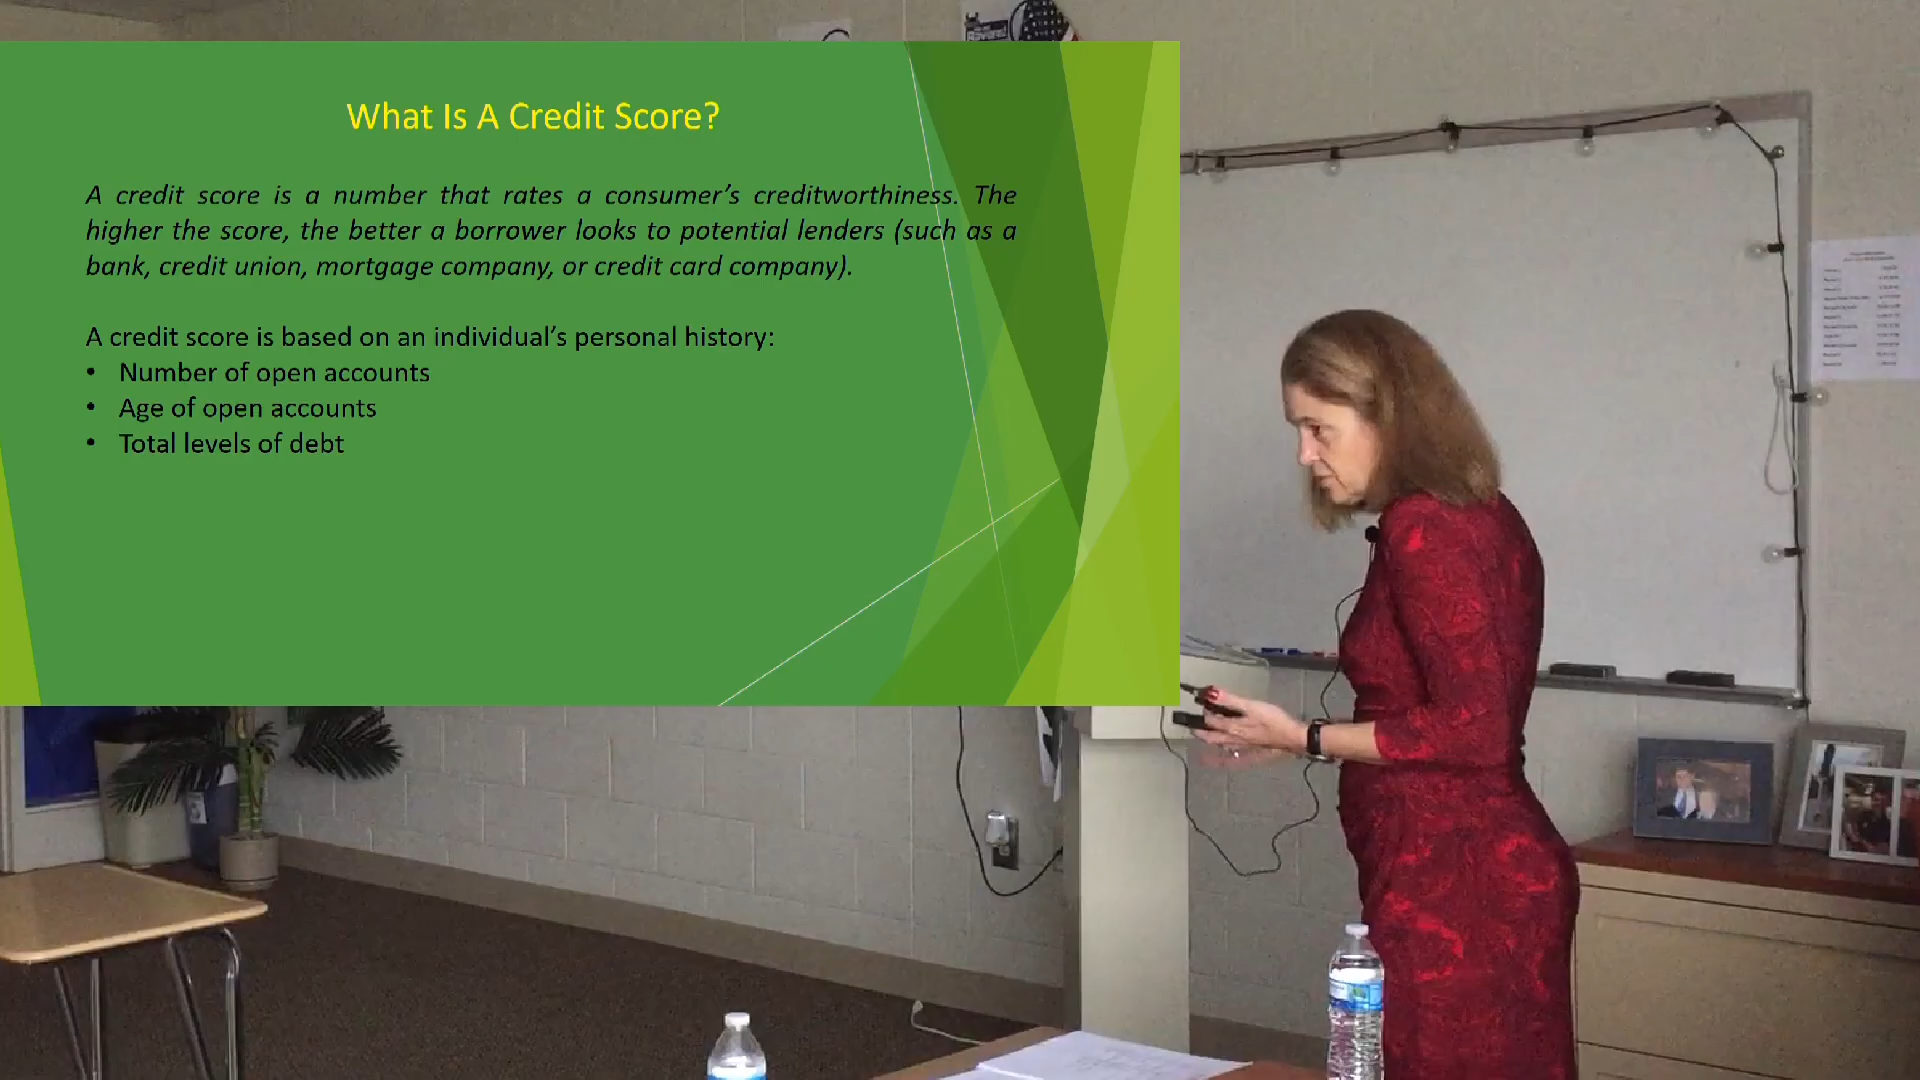 What Is A Credit Score?
A credit score is a number that rates a consumer’s creditworthiness. The
higher the score, the better a borrower looks to potential lenders (such as a
bank, credit union, mortgage company, or credit card company).
A credit score is based on an individual’s personal history:
• Number of open accounts
• Age of open accounts
• Total levels of debt